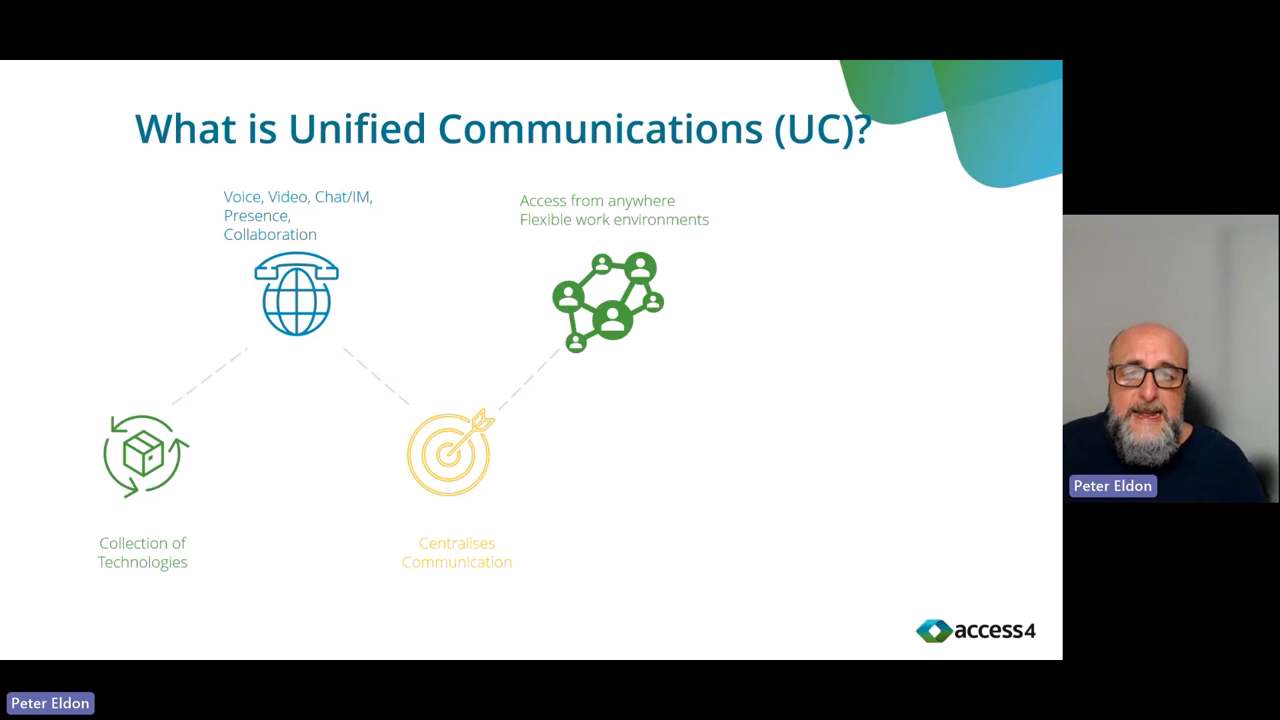 What is Unified Communications (UC)?
Voice, Video, Chat/IM,
Presence,
Collaboration
Access from anywhere
Flexible work environments
Collection of
Technologies
Centralises
Communication
access4
Peter Eldon
Peter Eldon